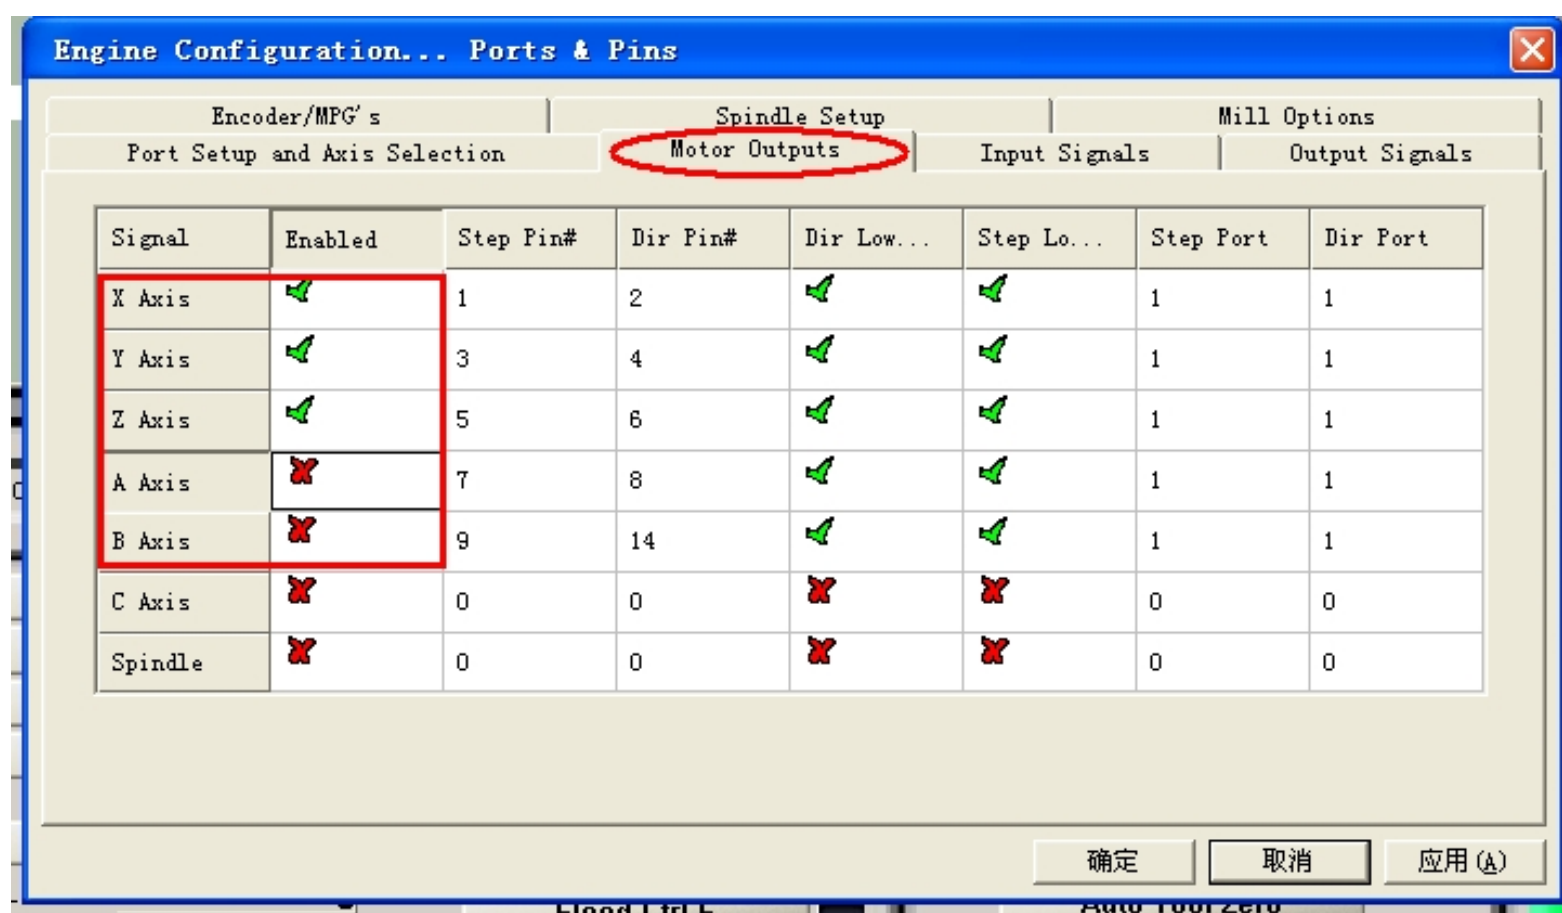 Engine Configuration... Ports & Pins
Encoder/MPG's Spindle Setup Mill Options
Port Setup and Axis Selection Motor Outputs Input Signals Output Signals
Signal Enabled Step Pin# Dir Pin# Dir Low... Step Lo... Step Port Dir Port
X Axis 1 2 1 1
Y Axis 3 4 1 1
Z Axis 5 6 1 1
A Axis 7 8 1 1
B Axis 9 14 1 1
C Axis 0 0 0 0
Spindle 0 0 0 0
确定 取消 应用(A)
Auto Tool Zero